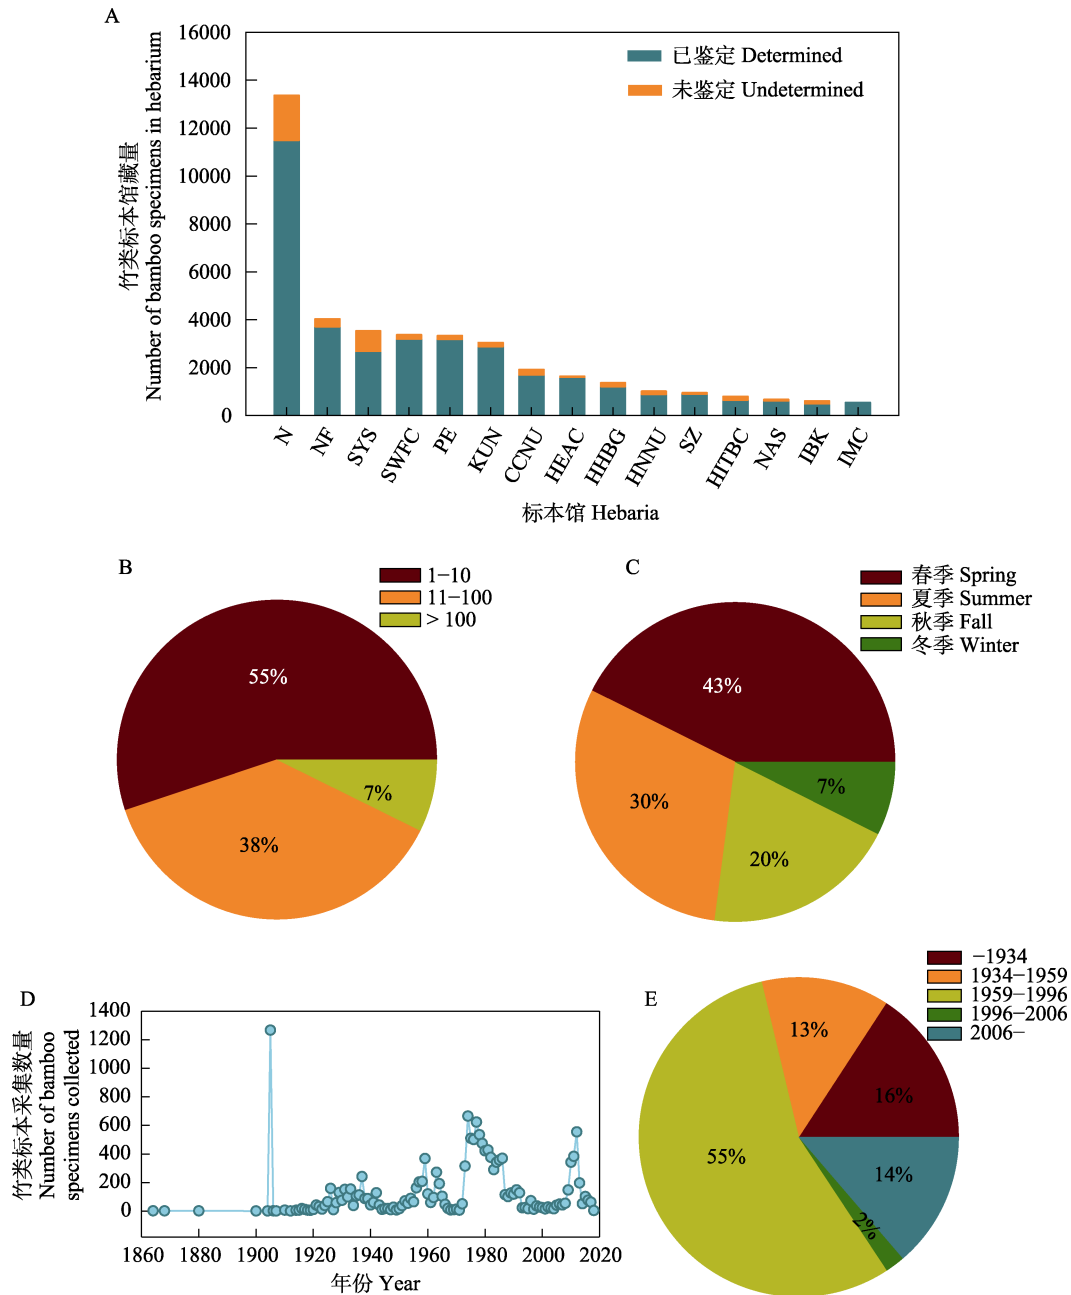 A
16000
14000
12000
10000
8000
6000
4000
2000
0
竹类标本馆藏量
Number of bamboo specimens in hebarium
已鉴定 Determined
未鉴定 Undetermined
N
NF
SYS
SWFC
PE
KUN
CCNU
HEAC
HHBG
HNNU
SZ
HITBC
NAS
IBK
IMC
标本馆 Hebaria
B
1−10
11−100
> 100
55%
7%
38%
C
春季 Spring
夏季 Summer
秋季 Fall
冬季 Winter
43%
7%
30%
20%
D
1400
1200
1000
800
600
400
200
0
竹类标本采集数量
Number of bamboo
specimens collected
1860
1880
1900
1920
1940
1960
1980
2000
2020
年份 Year
E
−1934
1934−1959
1959−1996
1996−2006
2006−
13%
16%
55%
14%
2%